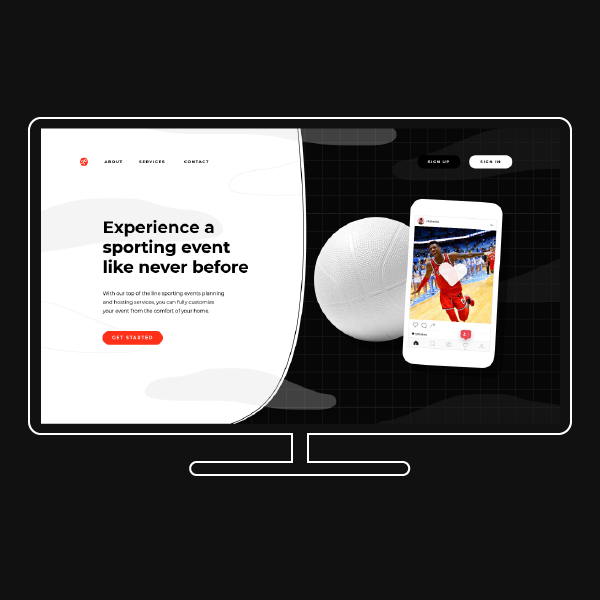 ABOUT SERVICES CONTACT
SIGN UP SIGN IN
Experience a
sporting event
like never before
With our top of the line sporting events planning
and hosting services, you can fully customize
your event from the comfort of your home.
GET STARTED